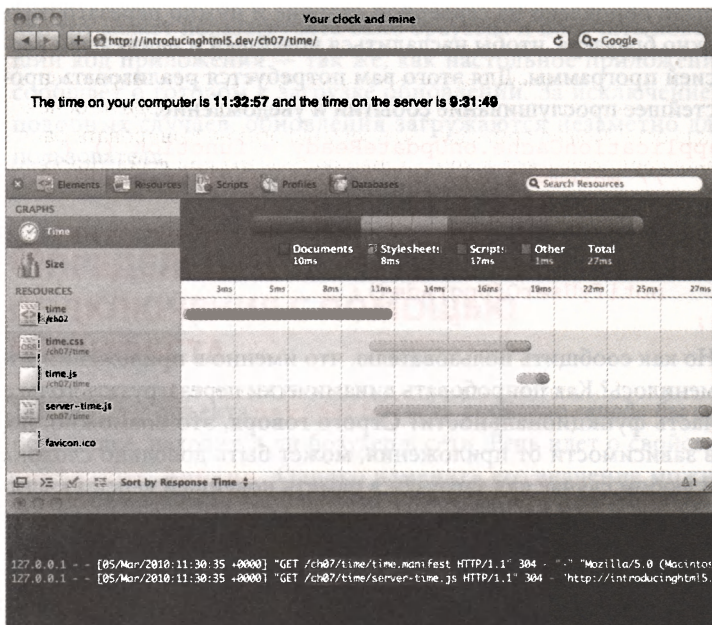 Your clock and mine
http://introducinghtml5.dev/ch07/time/
Google
The time on your computer is 11:32:57 and the time on the server is 9:31:49
Elements Resources Scripts Profiles Databases Search Resources
GRAPHS
Time
Size
Documents
10ms
Stylesheets
8ms
Scripts
17ms
Other
1ms
Total
27ms
RESOURCES
3ms 5ms 8ms 11ms 14ms 16ms 19ms 22ms 25ms 27ms
time
/ch07
time.css
/ch07/time
time.js
/ch07/time
server-time.js
/ch07/time
favicon.ico
Sort by Response Time
1
127.0.0.1 - - [05/Mar/2010:11:30:35 +0000] "GET /ch07/time/time.manifest HTTP/1.1" 304 - "-" "Mozilla/5.0 (Macintos
127.0.0.1 - - [05/Mar/2010:11:30:35 +0000] "GET /ch07/time/server-time.js HTTP/1.1" 304 - "http://introducinghtml5.